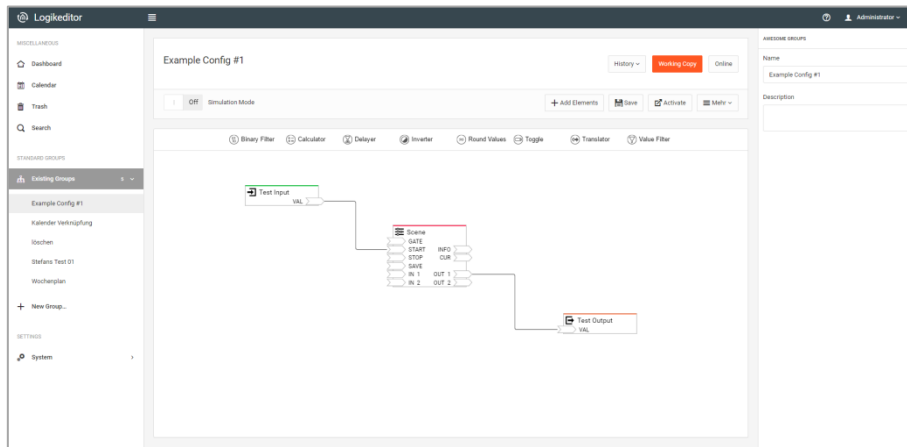 Logikeditor
Administrator
MISCELLANEOUS
Dashboard
Calendar
Trash
Search
STANDARD GROUPS
Existing Groups
Example Config #1
Kalender Verknüpfung
löschen
Stefans Test 01
Wochenplan
New Group...
SETTINGS
System
Example Config #1
History
Working Copy
Online
Off Simulation Mode
Add Elements
Save
Activate
Mehr
Binary Filter Calculator Delayer Inverter Round Values Toggle Translator Value Filter
Test Input
VAL
Scene
GATE
START INFO
STOP CUR
SAVE
IN 1 OUT 1
IN 2 OUT 2
Test Output
VAL
AWESOME GROUPS
Name
Example Config #1
Description